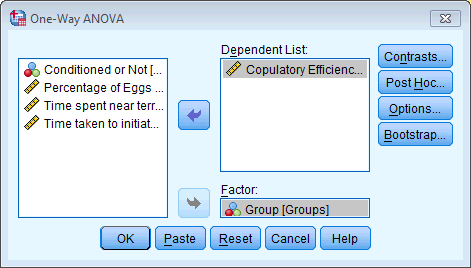 One-Way ANOVA
Dependent List:
Conditioned or Not [...
Percentage of Eggs ...
Time spent near terr...
Time taken to initiat...
Copulatory Efficienc...
Contrasts...
Post Hoc...
Options...
Bootstrap...
Factor:
Group [Groups]
OK Paste Reset Cancel Help